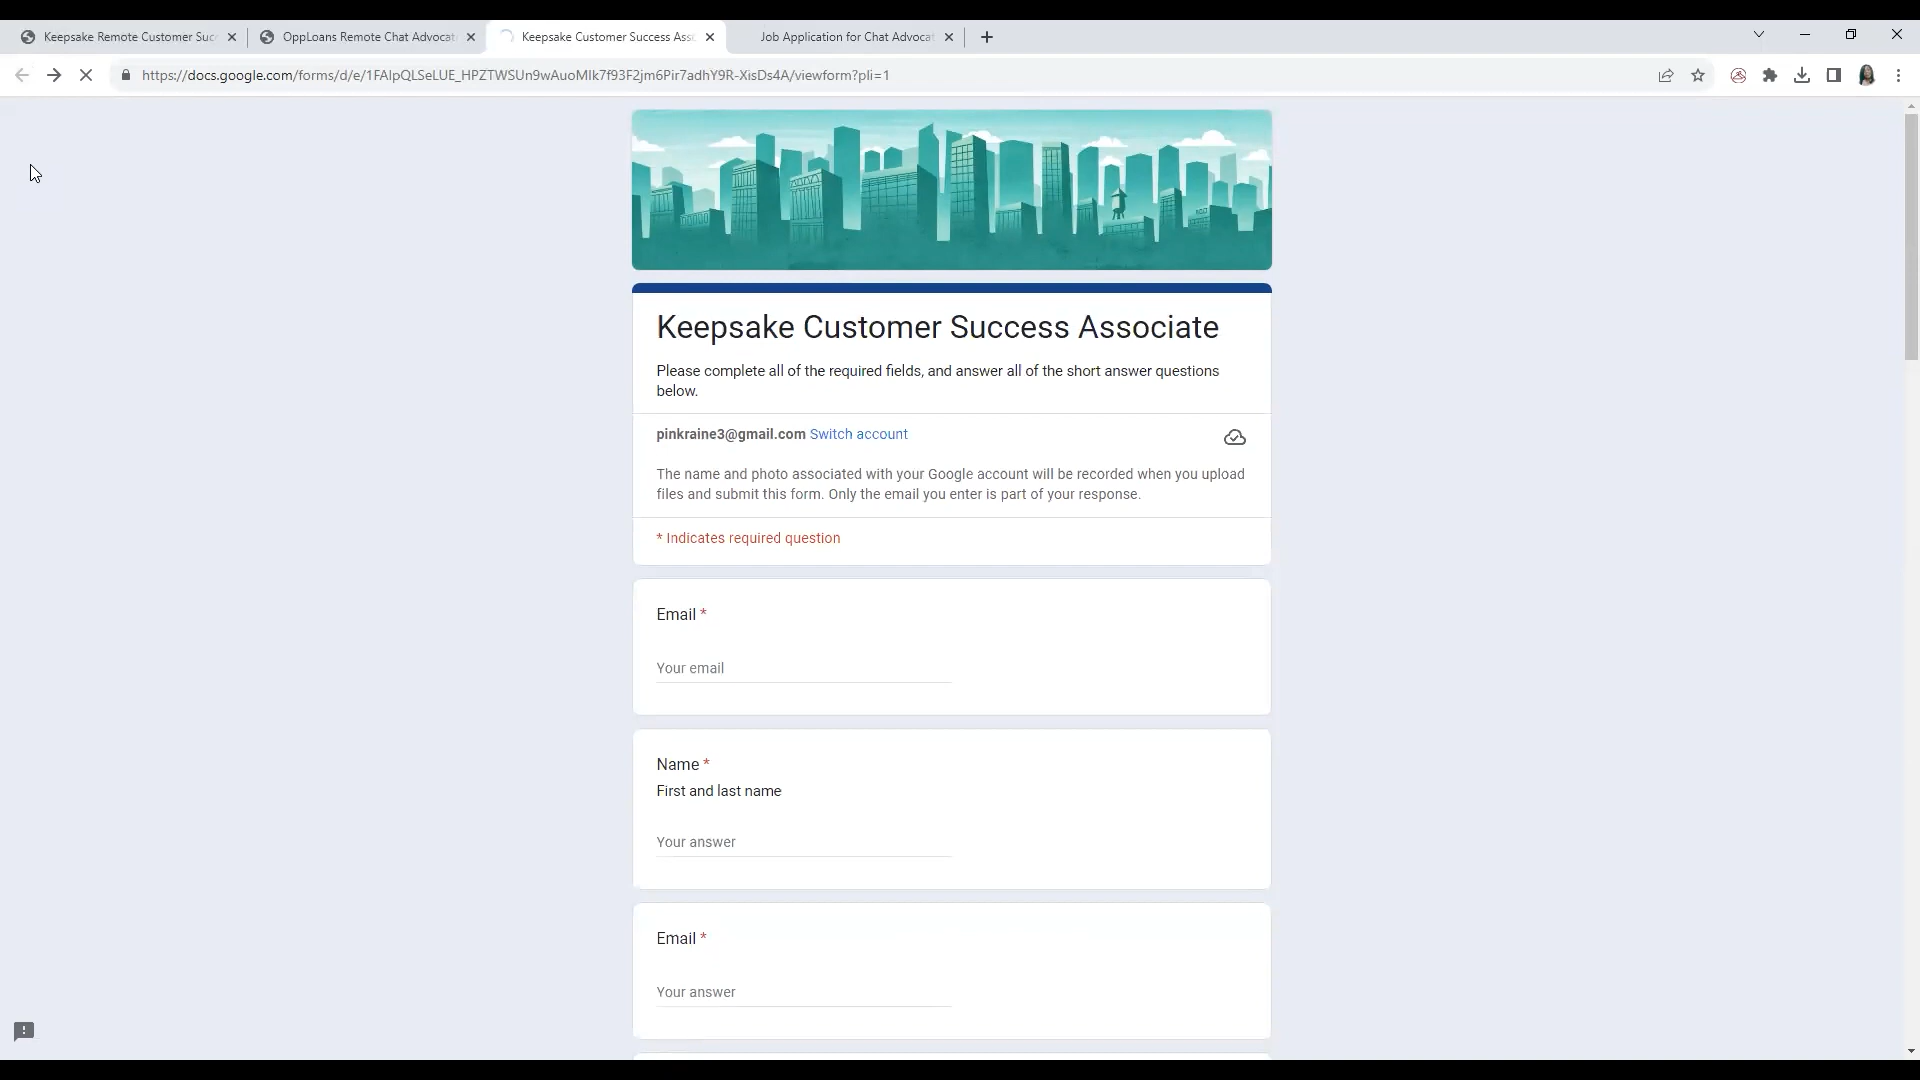 Keepsake Remote Customer Suc
OppLoans Remote Chat Advocat
Keepsake Customer Success Ass
Job Application for Chat Advocat
https://docs.google.com/forms/d/e/1FAIpQLSeLUE_HPZTWSUn9wAuoMIk7f93F2jm6Pir7adhY9R-XisDs4A/viewform?pli=1
Keepsake Customer Success Associate
Please complete all of the required fields, and answer all of the short answer questions
below.
pinkraine3@gmail.com Switch account
The name and photo associated with your Google account will be recorded when you upload
files and submit this form. Only the email you enter is part of your response.
* Indicates required question
Email *
Your email
Name *
First and last name
Your answer
Email *
Your answer